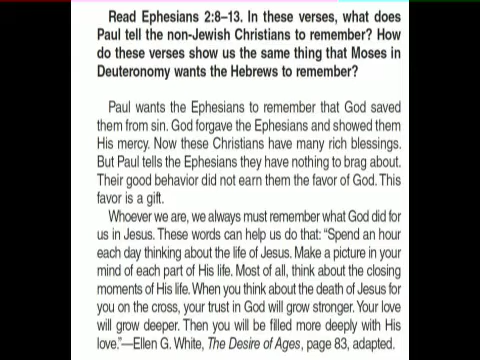 Read Ephesians 2:8–13. In these verses, what does
Paul tell the non-Jewish Christians to remember? How
do these verses show us the same thing that Moses in
Deuteronomy wants the Hebrews to remember?
Paul wants the Ephesians to remember that God saved
them from sin. God forgave the Ephesians and showed them
His mercy. Now these Christians have many rich blessings.
But Paul tells the Ephesians they have nothing to brag about.
Their good behavior did not earn them the favor of God. This
favor is a gift.
Whoever we are, we always must remember what God did for
us in Jesus. These words can help us do that: “Spend an hour
each day thinking about the life of Jesus. Make a picture in your
mind of each part of His life. Most of all, think about the closing
moments of His life. When you think about the death of Jesus for
you on the cross, your trust in God will grow stronger. Your love
will grow deeper. Then you will be filled more deeply with His
love.”—Ellen G. White, The Desire of Ages, page 83, adapted.